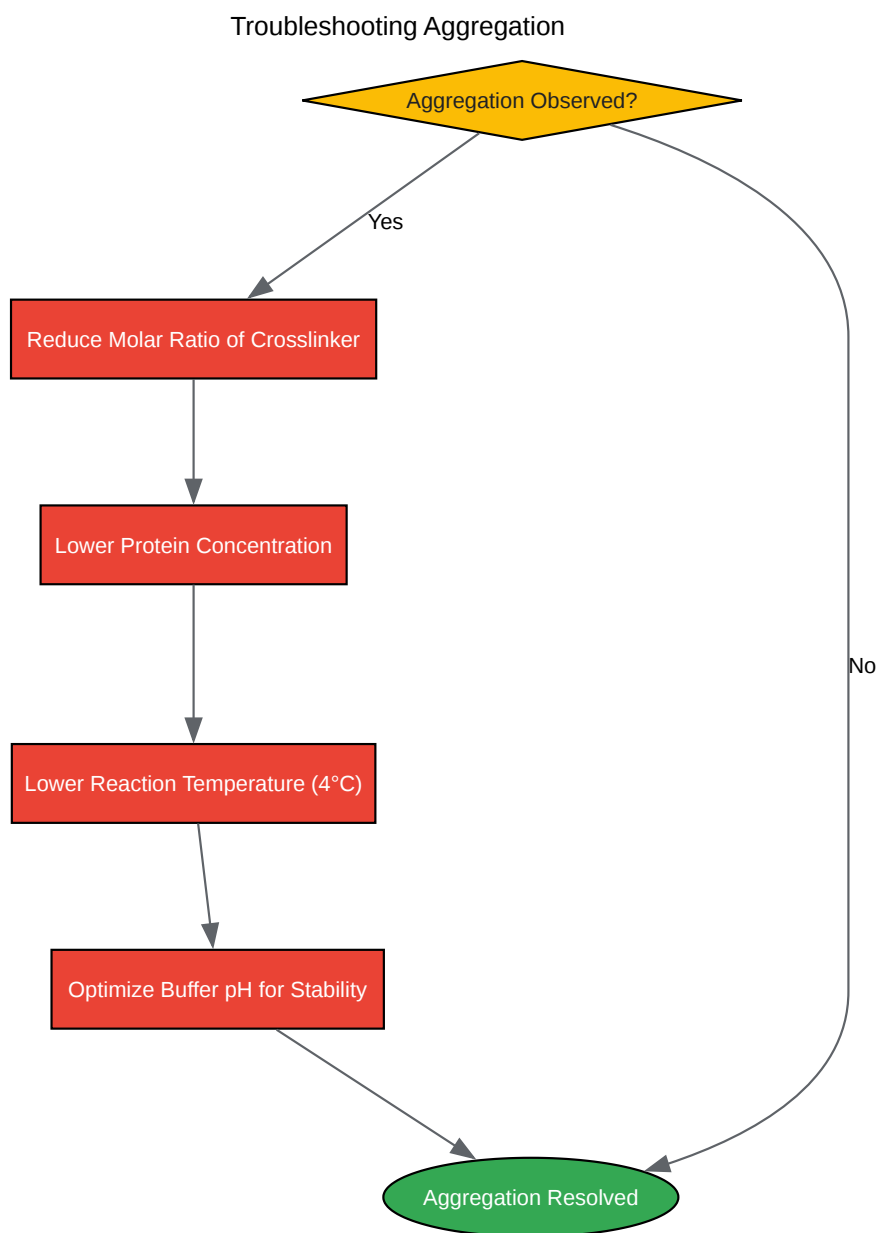 Troubleshooting Aggregation
Aggregation Observed?
Yes
Reduce Molar Ratio of Crosslinker
Lower Protein Concentration
No
Lower Reaction Temperature (4°C)
Optimize Buffer pH for Stability
Aggregation Resolved